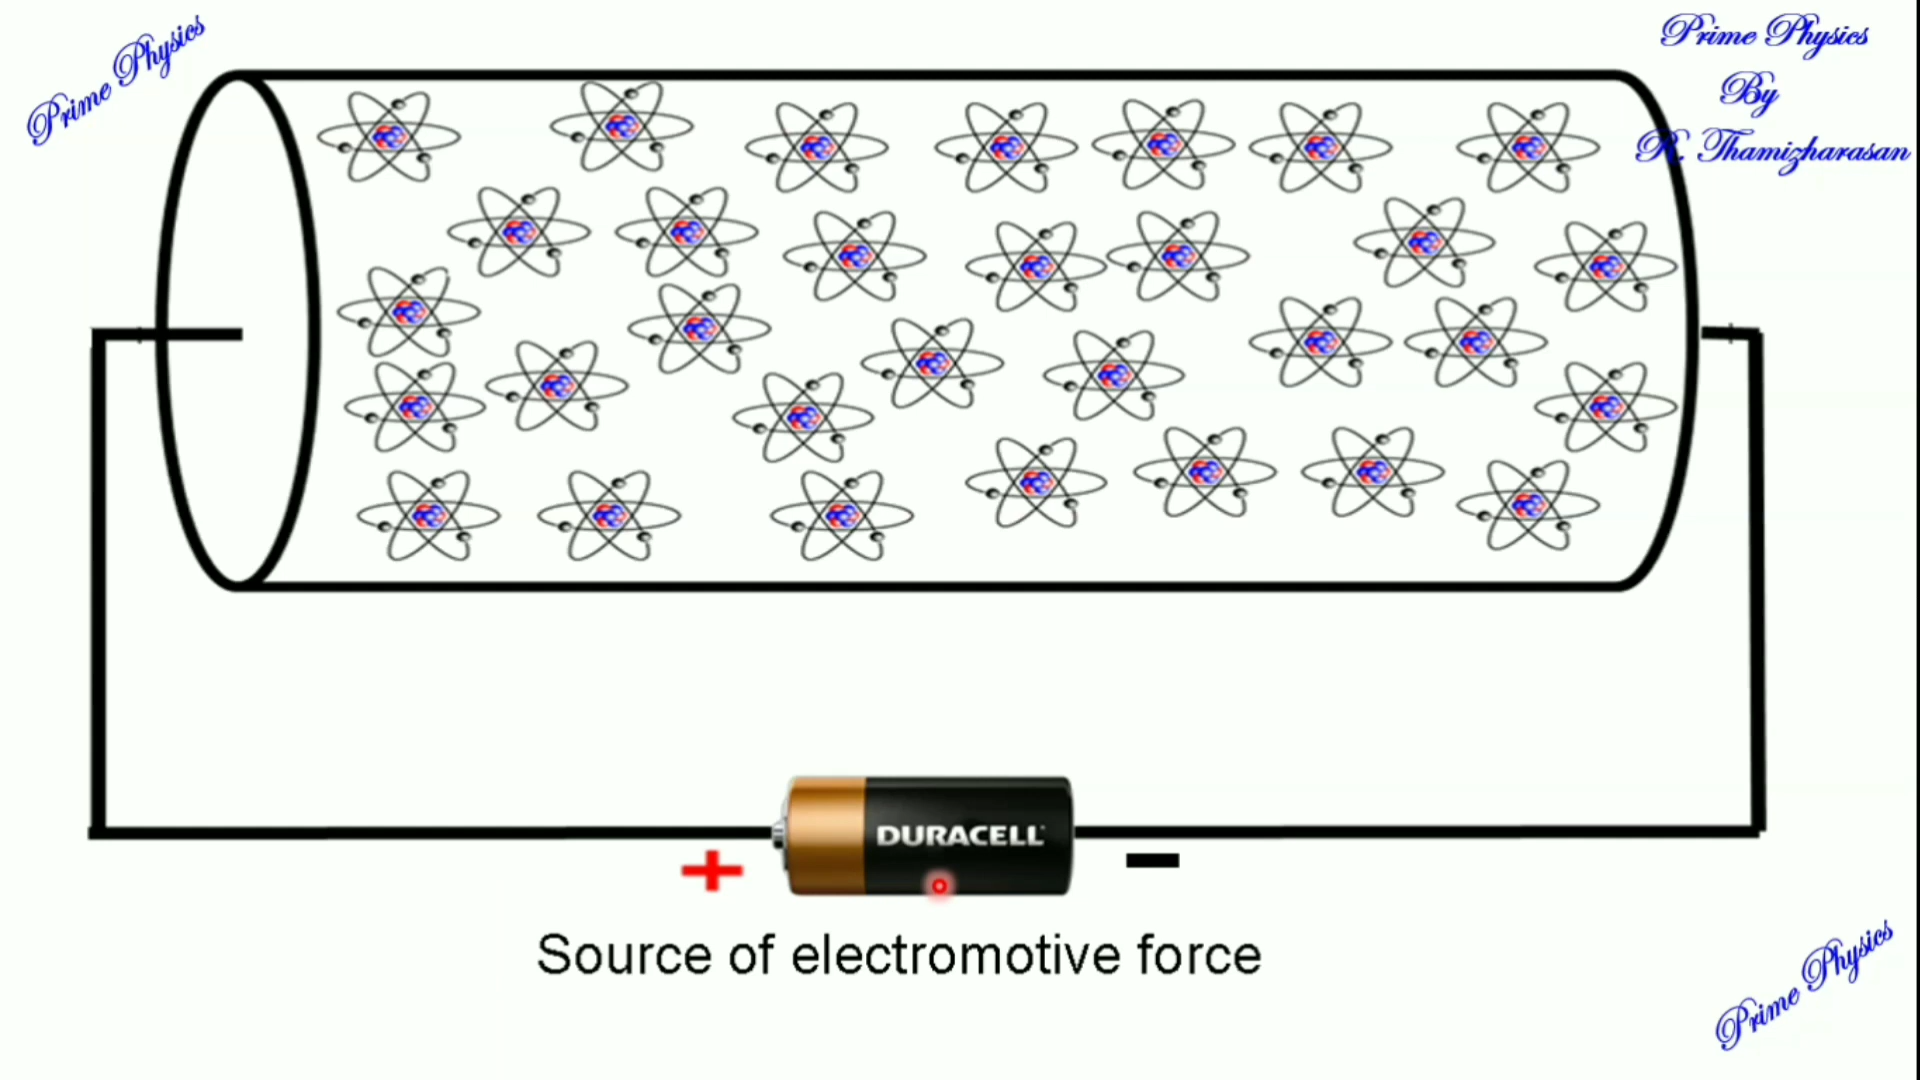 Prime Physics
Prime Physics
By
R. Thamizharasan
DURACELL
+
−
Source of electromotive force
Prime Physics